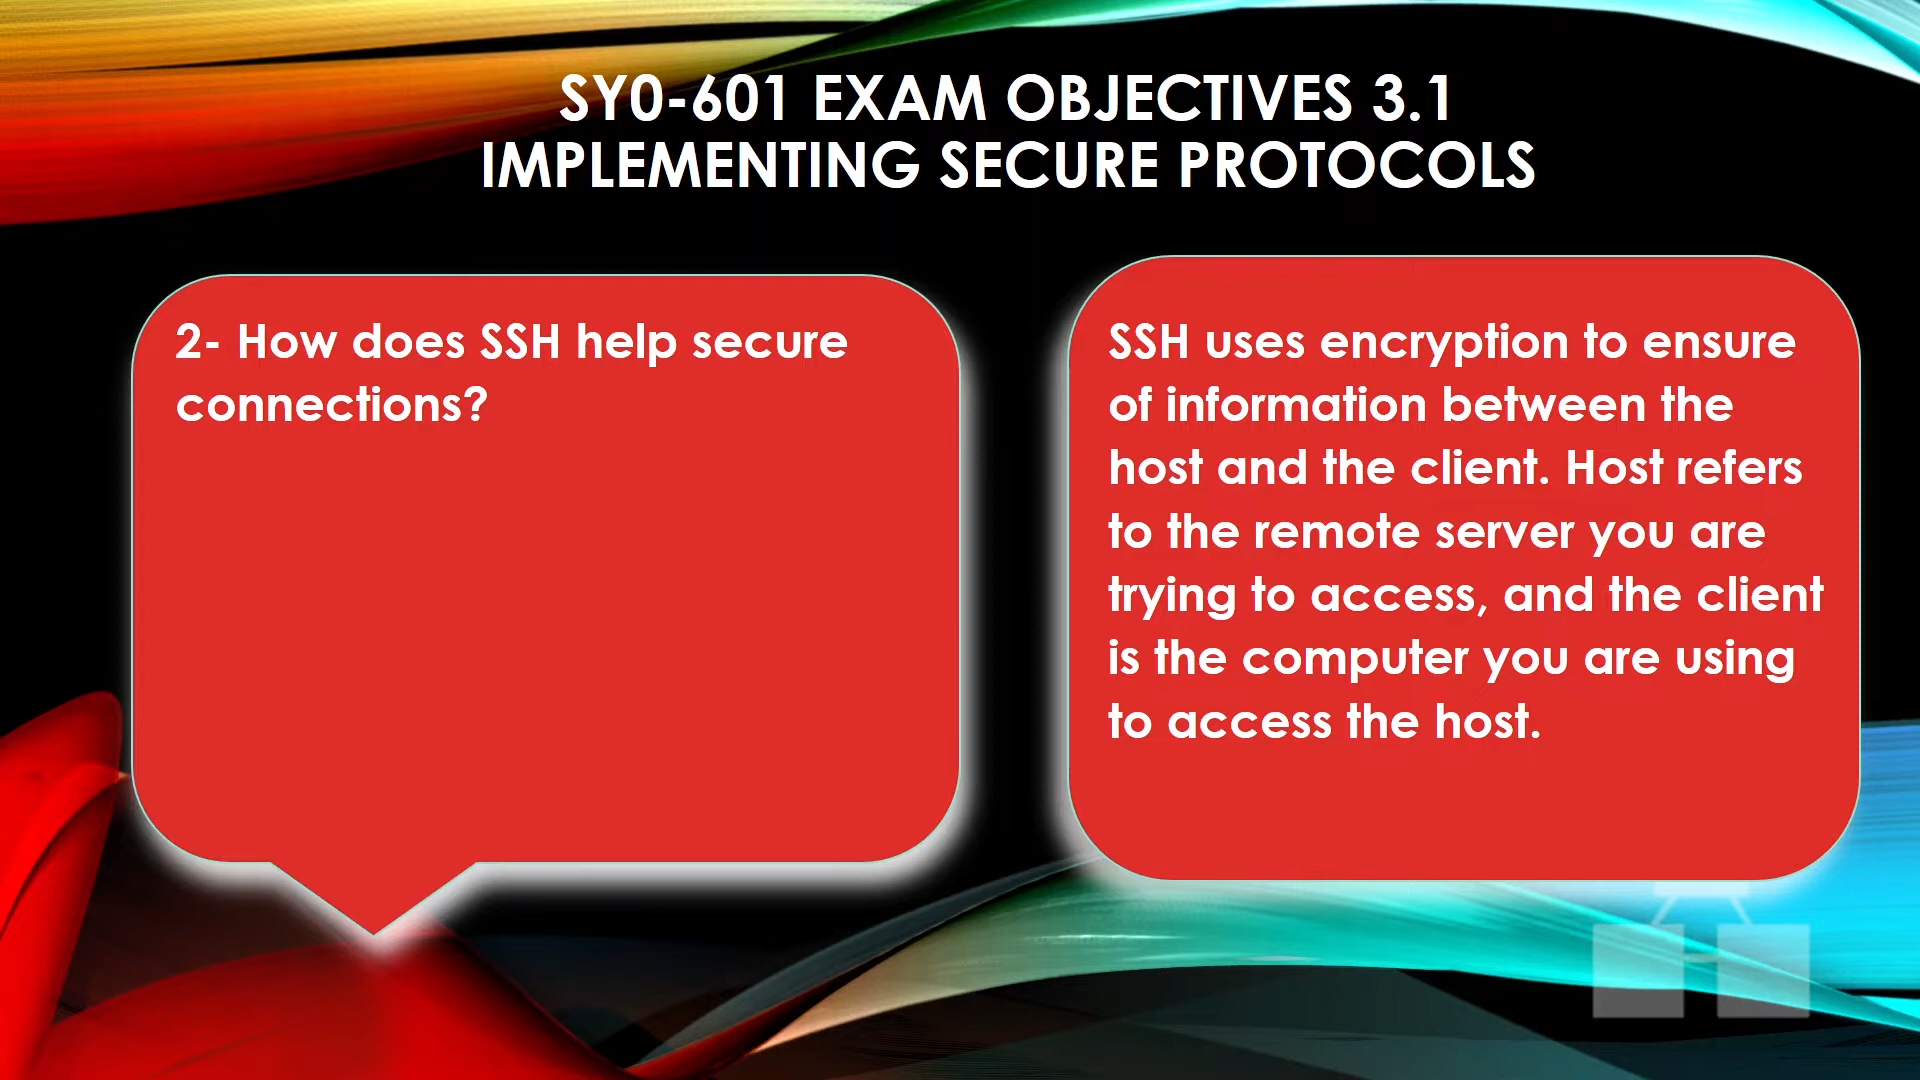 SY0-601 EXAM OBJECTIVES 3.1
IMPLEMENTING SECURE PROTOCOLS
2- How does SSH help secure
connections?
SSH uses encryption to ensure
of information between the
host and the client. Host refers
to the remote server you are
trying to access, and the client
is the computer you are using
to access the host.